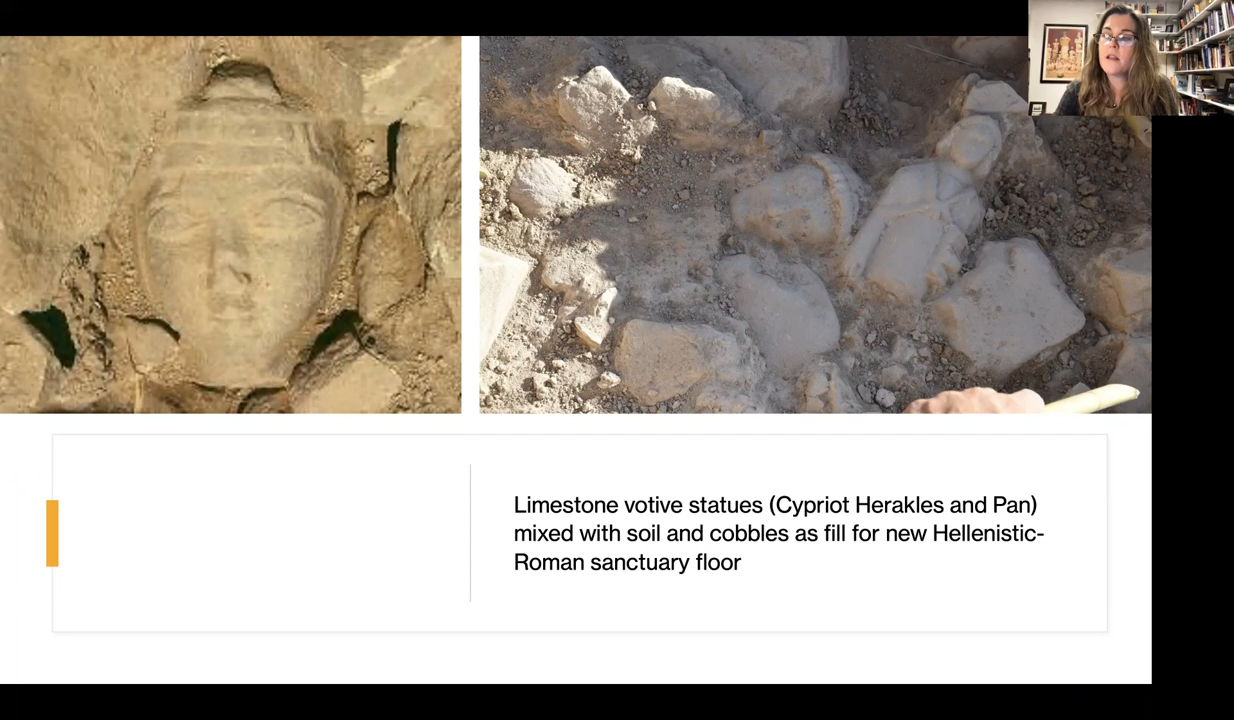 Limestone votive statues (Cypriot Herakles and Pan)
mixed with soil and cobbles as fill for new Hellenistic-
Roman sanctuary floor